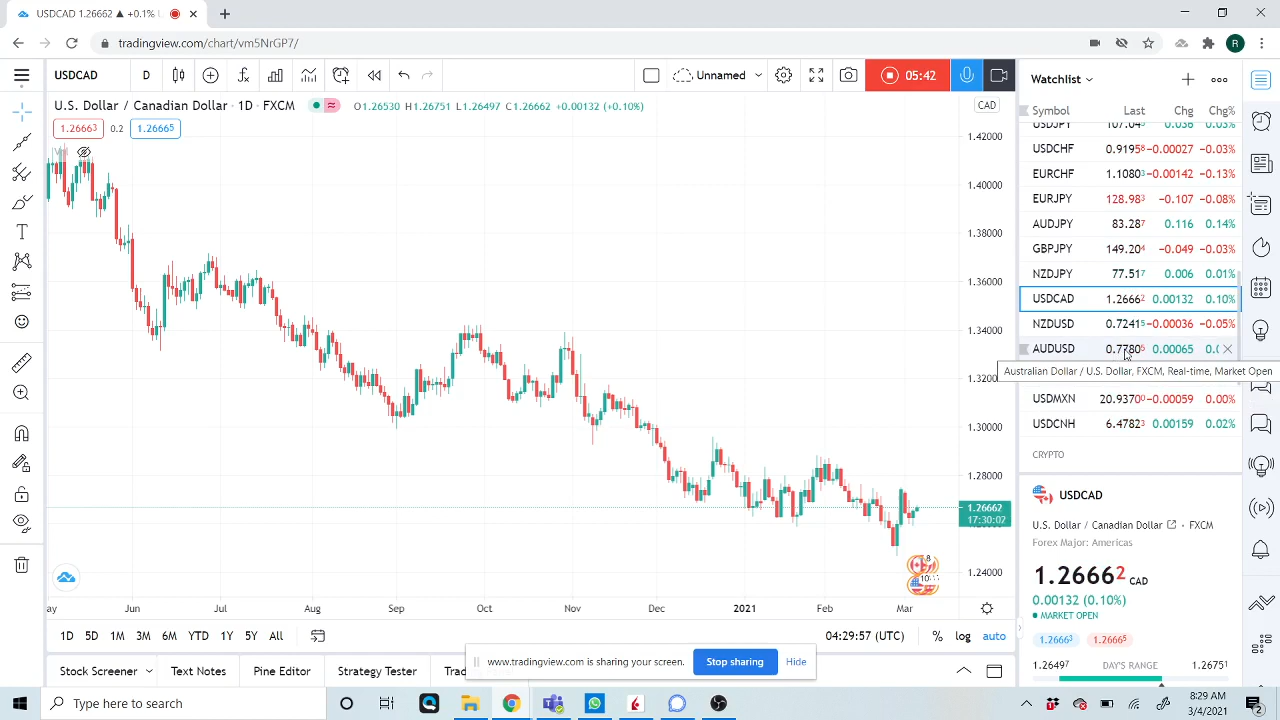 USDCAD 1.26662 ▲ +0.1% U
tradingview.com/chart/vm5NrGP7/
R
USDCAD
D
Unnamed
05:42
Watchlist
U.S. Dollar / Canadian Dollar · 1D · FXCM
O1.26530 H1.26751 L1.26497 C1.26662 +0.00132 (+0.10%)
CAD
1.26663 0.2 1.26665
Symbol Last Chg Chg%
USDJPY 107.045 0.036 0.03%
USDCHF 0.91958 −0.00027 −0.03%
EURCHF 1.10803 −0.00142 −0.13%
EURJPY 128.983 −0.107 −0.08%
AUDJPY 83.287 0.116 0.14%
GBPJPY 149.204 −0.049 −0.03%
NZDJPY 77.517 0.006 0.01%
USDCAD 1.26662 0.00132 0.10%
NZDUSD 0.72415 −0.00036 −0.05%
AUDUSD 0.77805 0.00065
Australian Dollar / U.S. Dollar, FXCM, Real-time, Market Open
USDMXN 20.93700 −0.00059 0.00%
USDCNH 6.47823 0.00159 0.02%
CRYPTO
1.42000
1.40000
1.38000
1.36000
1.34000
1.32000
1.30000
1.28000
1.26662
17:30:02
1.24000
8
10
Jun Jul Aug Sep Oct Nov Dec 2021 Feb Mar
USDCAD
U.S. Dollar / Canadian Dollar • FXCM
Forex Major: Americas
1.26662 CAD
0.00132 (0.10%)
MARKET OPEN
1.26663 1.26665
1.26497 DAY'S RANGE 1.26751
1D 5D 1M 3M 6M YTD 1Y 5Y All
04:29:57 (UTC) % log auto
www.tradingview.com is sharing your screen. Stop sharing Hide
Stock Screener Text Notes Pine Editor Strategy Tester
Type here to search
8:29 AM
3/4/2021
2